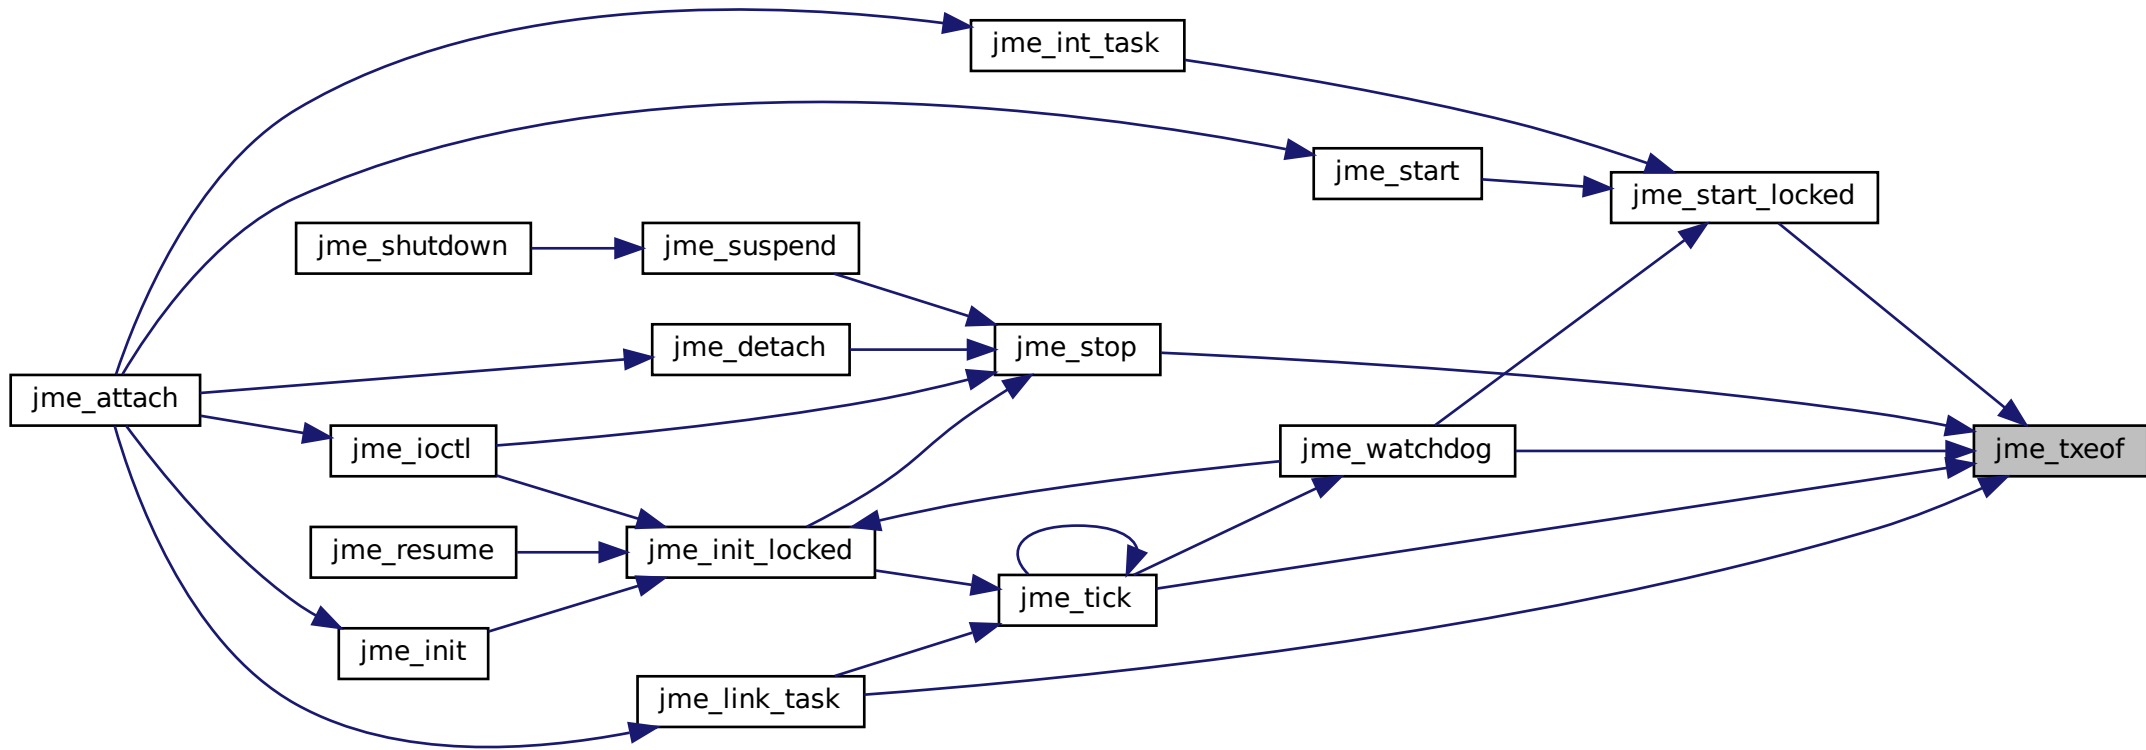 jme_int_task
jme_start
jme_start_locked
jme_shutdown
jme_suspend
jme_detach
jme_stop
jme_attach
jme_ioctl
jme_watchdog
jme_txeof
jme_resume
jme_init_locked
jme_tick
jme_init
jme_link_task